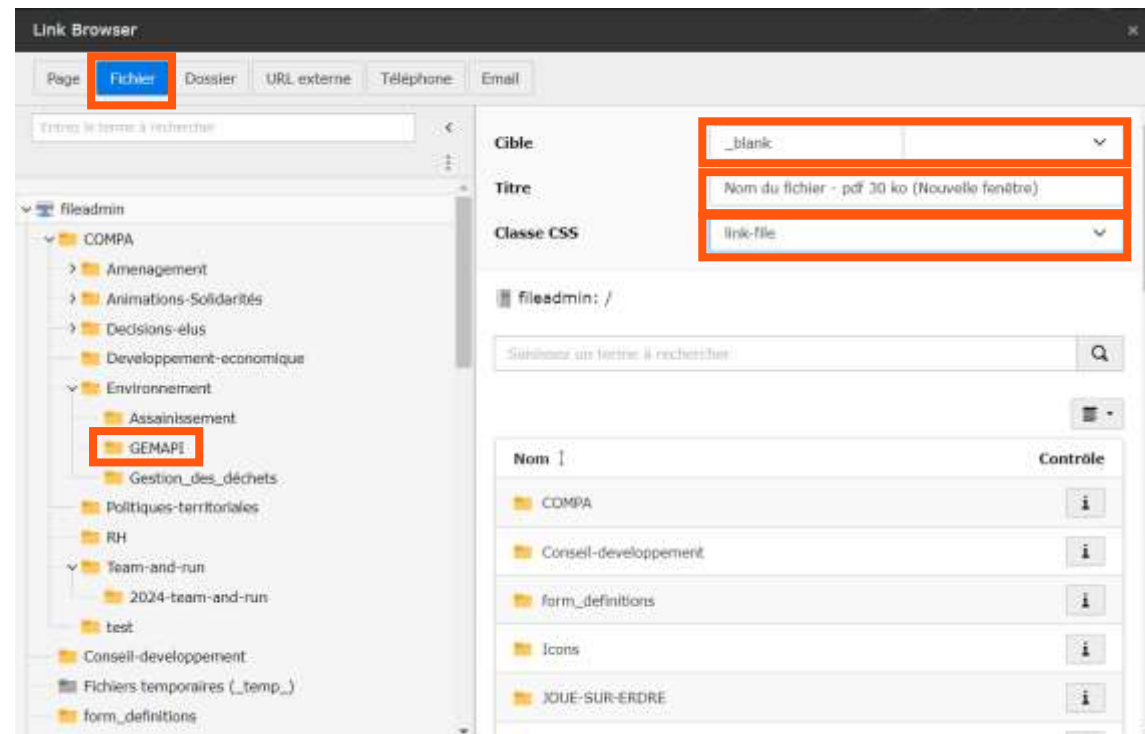 Link Browser
Page Fichier Dossier URL externe Téléphone Email
Entrez le terme à rechercher
Cible _blank
Titre Nom du fichier - pdf 30 ko (Nouvelle fenêtre)
Classe CSS link-file
fileadmin
COMPA
Amenagement
Animations-Solidarités
Decisions-elus
Developpement-economique
Environnement
Assainissement
GEMAPI
Gestion_des_déchets
Politiques-territoriales
RH
Team-and-run
2024-team-and-run
test
Conseil-developpement
Fichiers temporaires (_temp_)
form_definitions
fileadmin: /
Saisissez un terme à rechercher
Nom Contrôle
COMPA
Conseil-developpement
form_definitions
Icons
JOUE-SUR-ERDRE